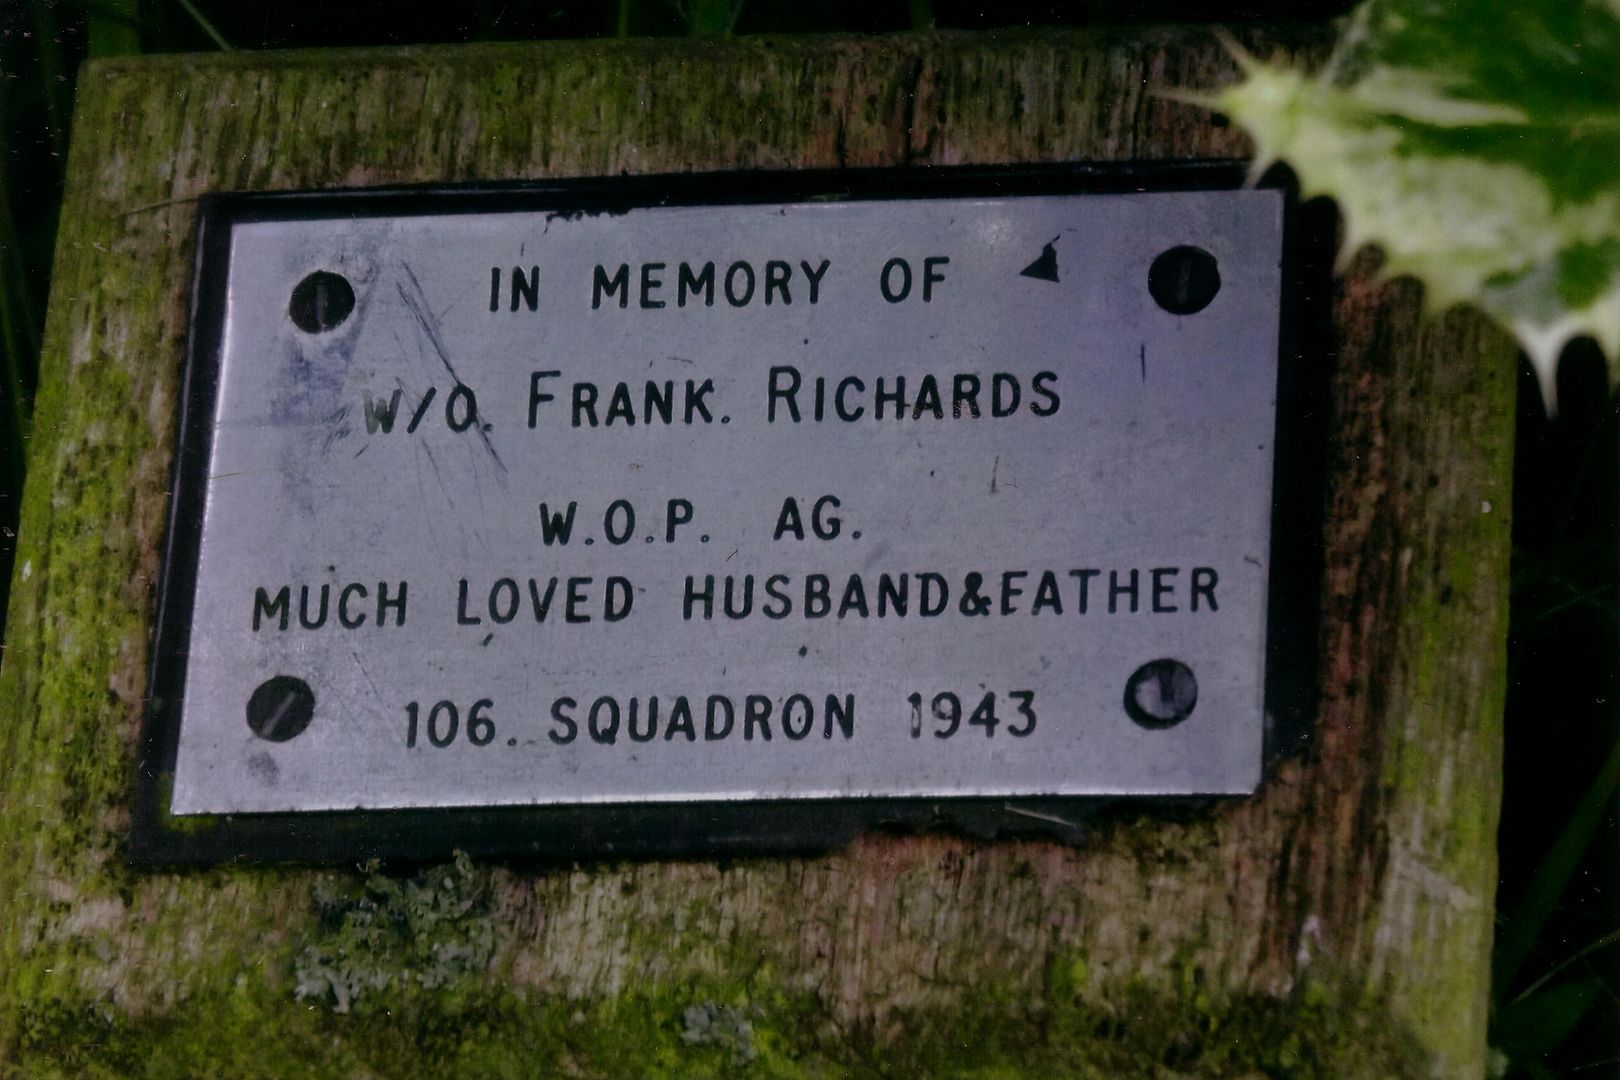 IN MEMORY OF
W/O. FRANK. RICHARDS
W.O.P. AG.
MUCH LOVED HUSBAND&FATHER
106. SQUADRON 1943